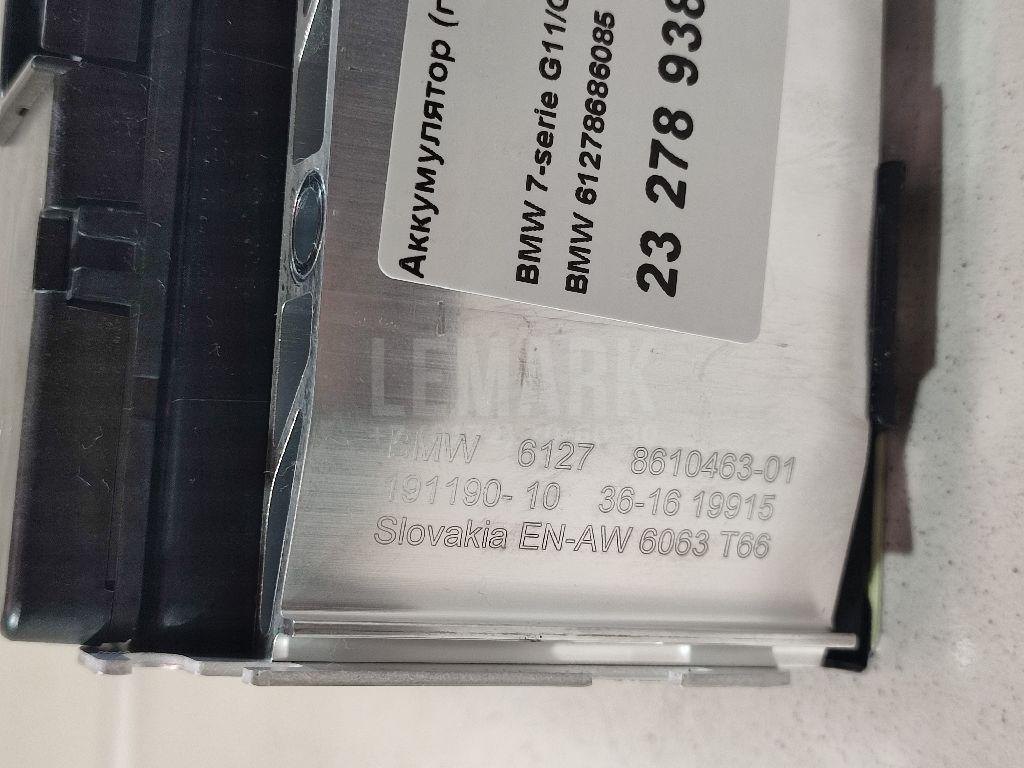 Аккумулятор
BMW 7-serie G11/
BMW 61278686085
23 278 938
LEMARK
BMW 6127 8610463-01
191190- 10 36-16 19915
Slovakia EN-AW 6063 T66